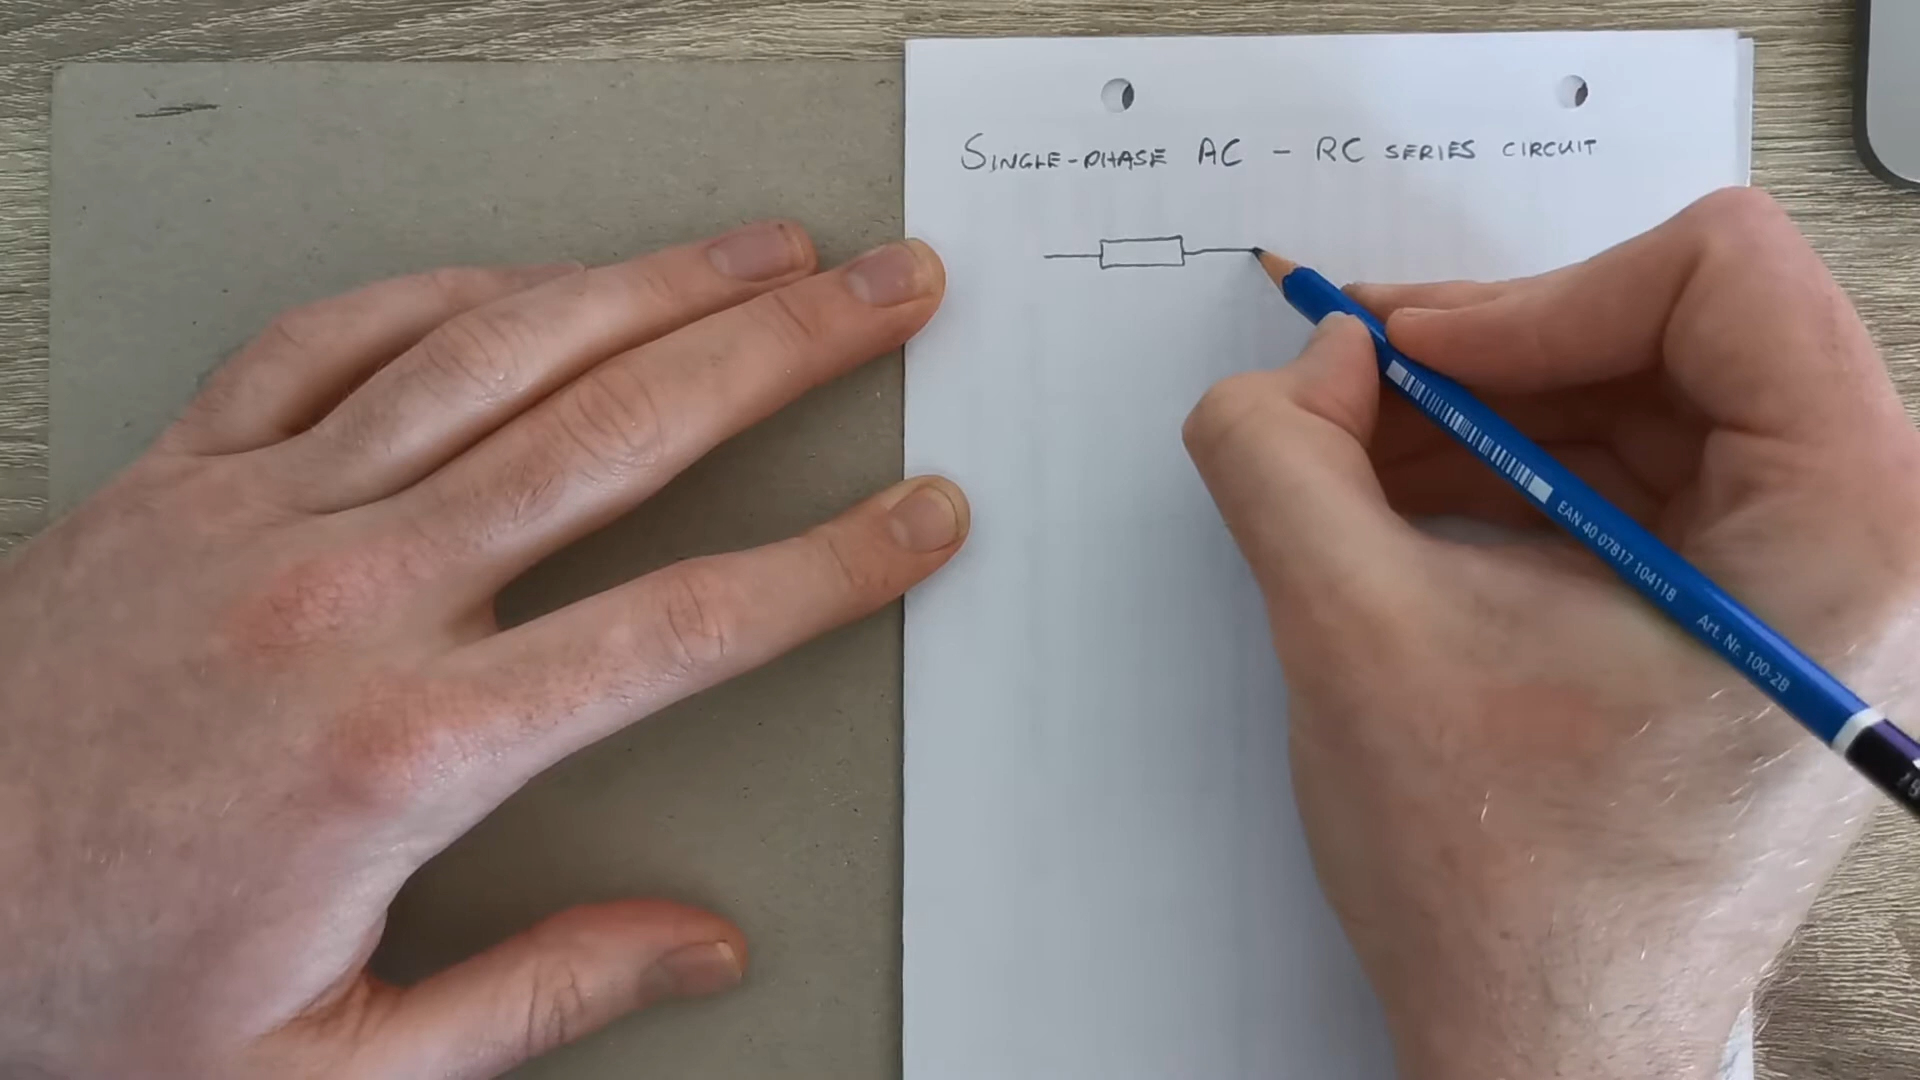 SINGLE-PHASE AC - RC SERIES CIRCUIT
EAN 40 07817 104118 Art. Nr. 100-2B